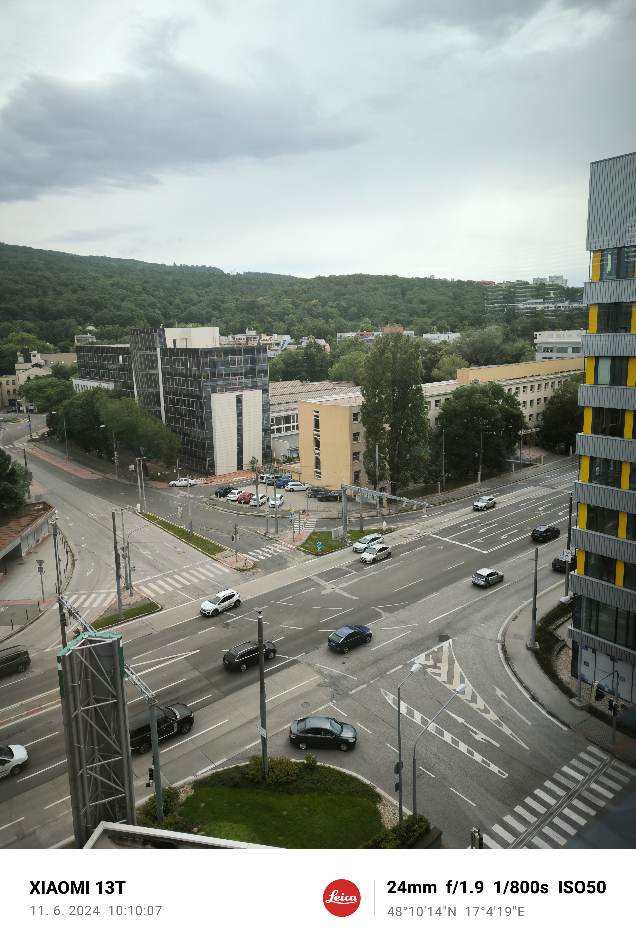 XIAOMI 13T
11. 6. 2024 10:10:07
Leica
24mm f/1.9 1/800s ISO50
48°10'14"N 17°4'19"E